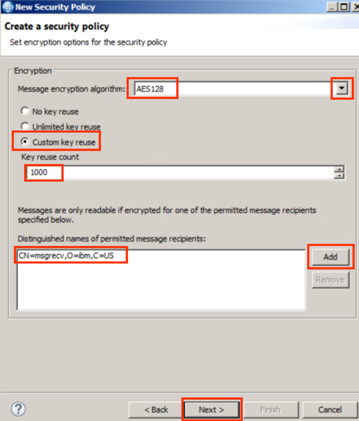 New Security Policy
Create a security policy
Set encryption options for the security policy
Encryption
Message encryption algorithm: AES128
No key reuse
Unlimited key reuse
Custom key reuse
Key reuse count
1000
Messages are only readable if encrypted for one of the permitted message recipients
specified below.
Distinguished names of permitted message recipients:
CN=msgrecv,O=ibm,C=US
Add
Remove
? < Back Next > Finish Cancel